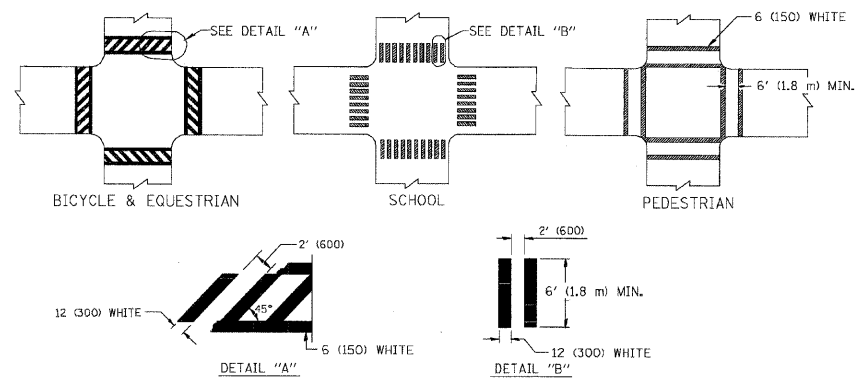 SEE DETAIL "A"
SEE DETAIL "B"
6 (150) WHITE
6' (1.8 m) MIN.
BICYCLE & EQUESTRIAN
SCHOOL
PEDESTRIAN
2' (600)
12 (300) WHITE
45°
6 (150) WHITE
DETAIL "A"
2' (600)
6' (1.8 m) MIN.
12 (300) WHITE
DETAIL "B"